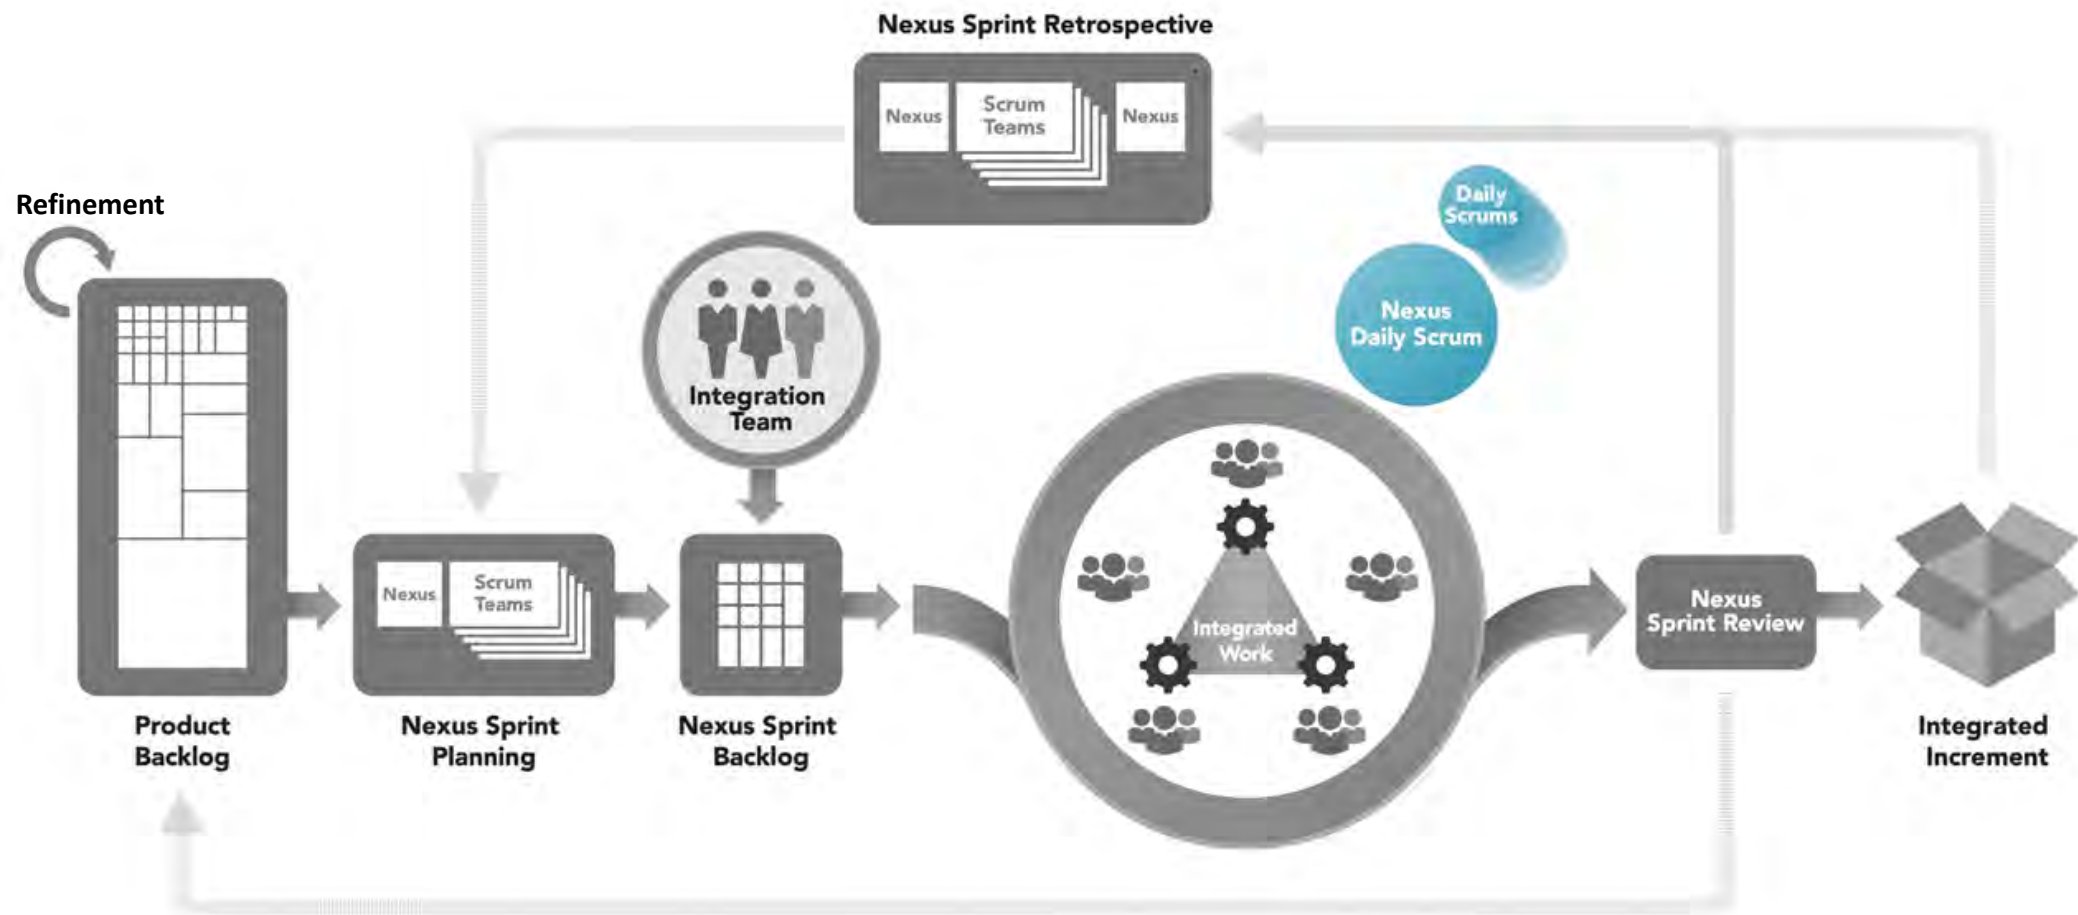 Nexus Sprint Retrospective
Nexus
Scrum
Teams
Nexus
Daily
Scrums
Refinement
Nexus
Daily Scrum
Integration
Team
Nexus
Scrum
Teams
Integrated
Work
Nexus
Sprint Review
Product
Backlog
Nexus Sprint
Planning
Nexus Sprint
Backlog
Integrated
Increment